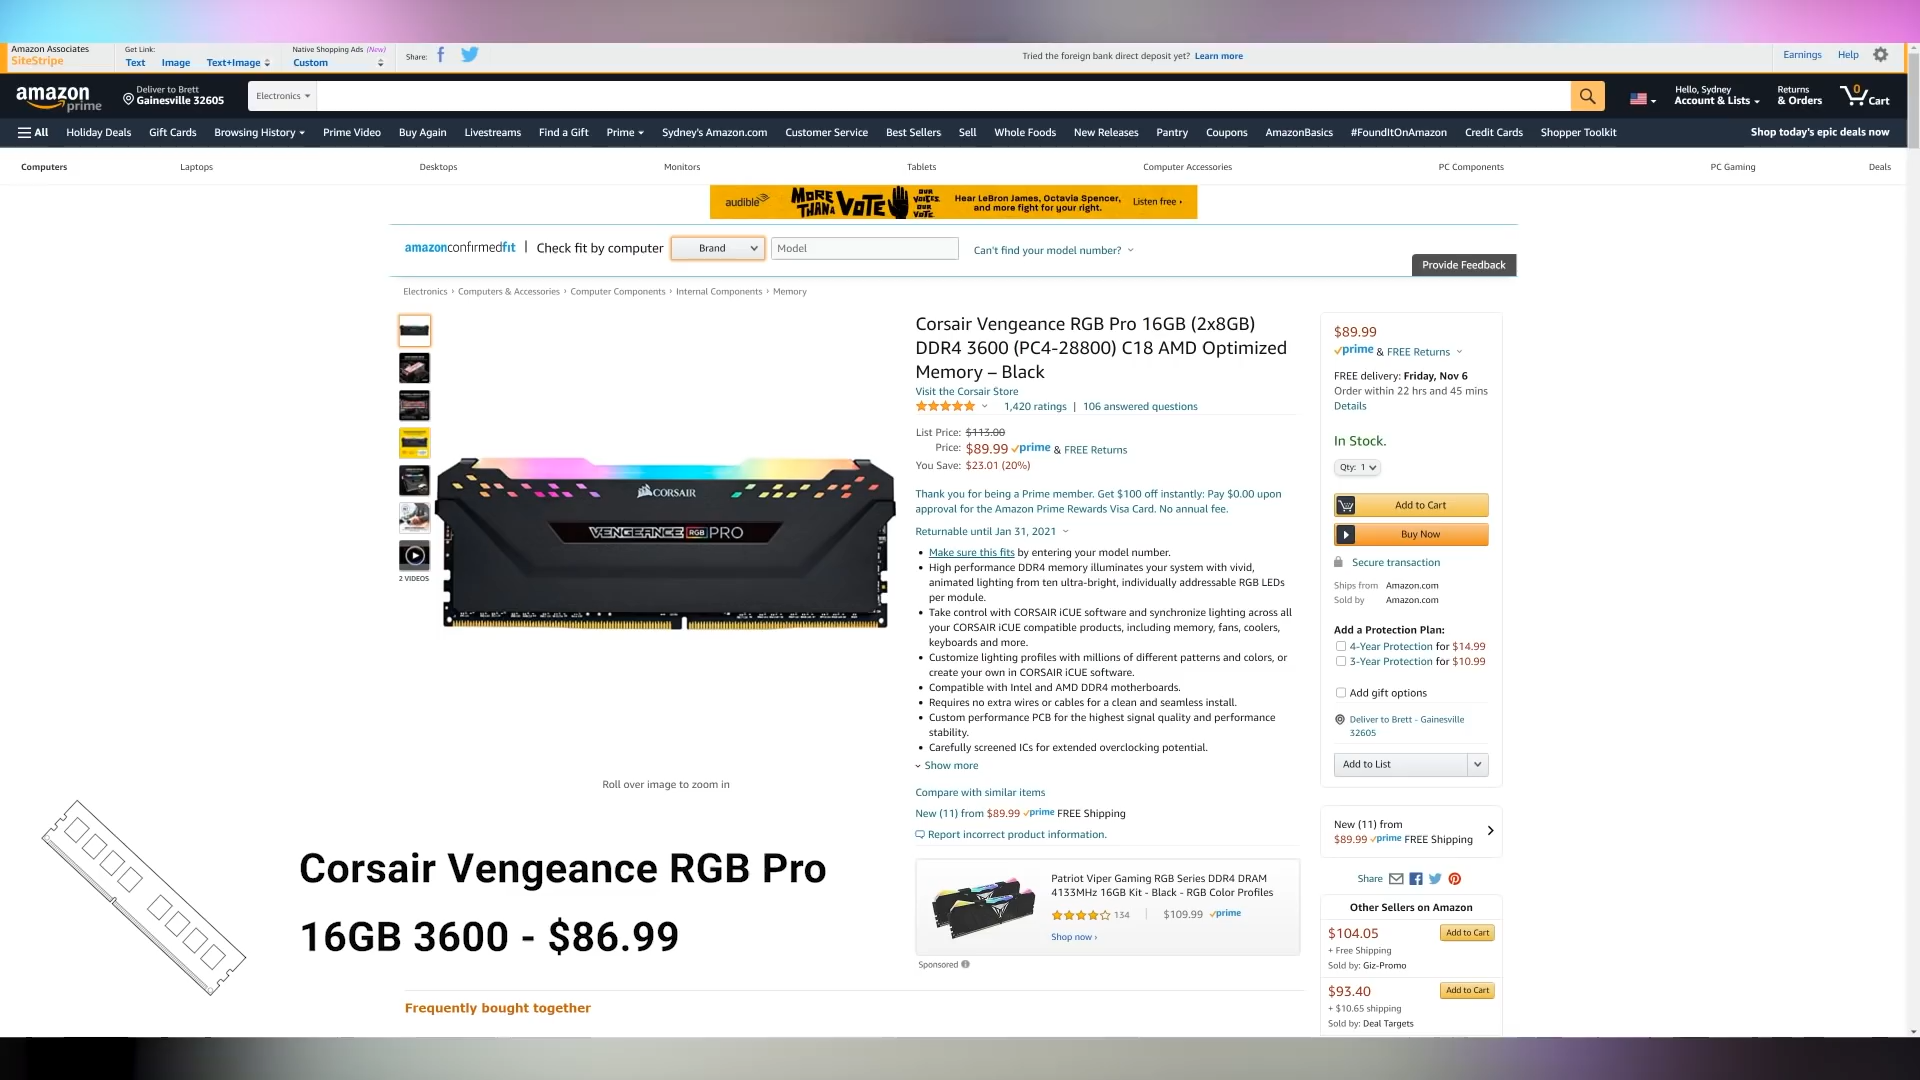 Amazon Associates
SiteStripe
Get Link:
Text Image Text+Image
Native Shopping Ads (New)
Custom
Share:
Tried the foreign bank direct deposit yet? Learn more
Earnings Help
amazon prime
Deliver to Brett
Gainesville 32605
Electronics
Hello, Sydney
Account & Lists
Returns
& Orders
0
Cart
All Holiday Deals Gift Cards Browsing History Prime Video Buy Again Livestreams Find a Gift Prime Sydney's Amazon.com Customer Service Best Sellers Sell Whole Foods New Releases Pantry Coupons AmazonBasics #FoundItOnAmazon Credit Cards Shopper Toolkit Shop today's epic deals now
Computers Laptops Desktops Monitors Tablets Computer Accessories PC Components PC Gaming Deals
audible
MORE THAN A VOTE
OUR VOICES. OUR VOTE.
Hear LeBron James, Octavia Spencer,
and more fight for your right.
Listen free ›
amazonconfirmedfit | Check fit by computer Brand Model Can't find your model number?
Provide Feedback
Electronics › Computers & Accessories › Computer Components › Internal Components › Memory
2 VIDEOS
CORSAIR
VENGEANCE RGB PRO
Roll over image to zoom in
Corsair Vengeance RGB Pro 16GB (2x8GB)
DDR4 3600 (PC4-28800) C18 AMD Optimized
Memory – Black
Visit the Corsair Store
1,420 ratings | 106 answered questions
List Price: $113.00
Price: $89.99 prime & FREE Returns
You Save: $23.01 (20%)
Thank you for being a Prime member. Get $100 off instantly: Pay $0.00 upon
approval for the Amazon Prime Rewards Visa Card. No annual fee.
Returnable until Jan 31, 2021
• Make sure this fits by entering your model number.
• High performance DDR4 memory illuminates your system with vivid,
animated lighting from ten ultra-bright, individually addressable RGB LEDs
per module.
• Take control with CORSAIR iCUE software and synchronize lighting across all
your CORSAIR iCUE compatible products, including memory, fans, coolers,
keyboards and more.
• Customize lighting profiles with millions of different patterns and colors, or
create your own in CORSAIR iCUE software.
• Compatible with Intel and AMD DDR4 motherboards.
• Requires no extra wires or cables for a clean and seamless install.
• Custom performance PCB for the highest signal quality and performance
stability.
• Carefully screened ICs for extended overclocking potential.
Show more
Compare with similar items
New (11) from $89.99 prime FREE Shipping
Report incorrect product information.
Patriot Viper Gaming RGB Series DDR4 DRAM
4133MHz 16GB Kit - Black - RGB Color Profiles
134 | $109.99 prime
Shop now ›
Sponsored
$89.99
prime & FREE Returns
FREE delivery: Friday, Nov 6
Order within 22 hrs and 45 mins
Details
In Stock.
Qty: 1
Add to Cart
Buy Now
Secure transaction
Ships from Amazon.com
Sold by Amazon.com
Add a Protection Plan:
4-Year Protection for $14.99
3-Year Protection for $10.99
Add gift options
Deliver to Brett - Gainesville
32605
Add to List
New (11) from
$89.99 prime FREE Shipping
Share
Other Sellers on Amazon
$104.05 Add to Cart
+ Free Shipping
Sold by: Giz-Promo
$93.40 Add to Cart
+ $10.65 shipping
Sold by: Deal Targets
Corsair Vengeance RGB Pro
16GB 3600 - $86.99
Frequently bought together